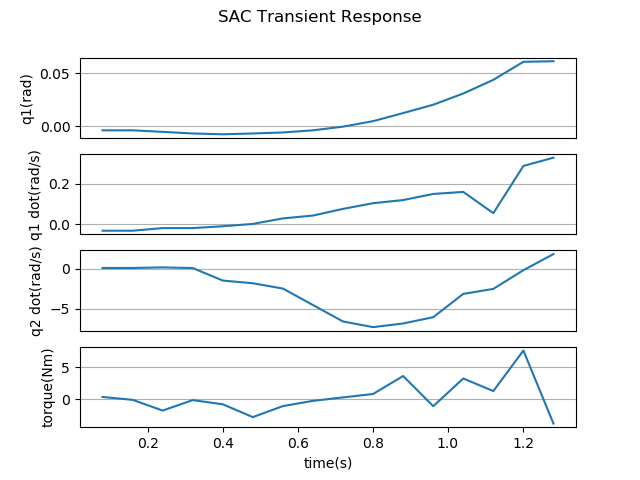 SAC Transient Response
0.05
0.00
q1(rad)
0.2
0.0
q1 dot(rad/s)
0
−5
q2 dot(rad/s)
5
0
torque(Nm)
0.2 0.4 0.6 0.8 1.0 1.2
time(s)